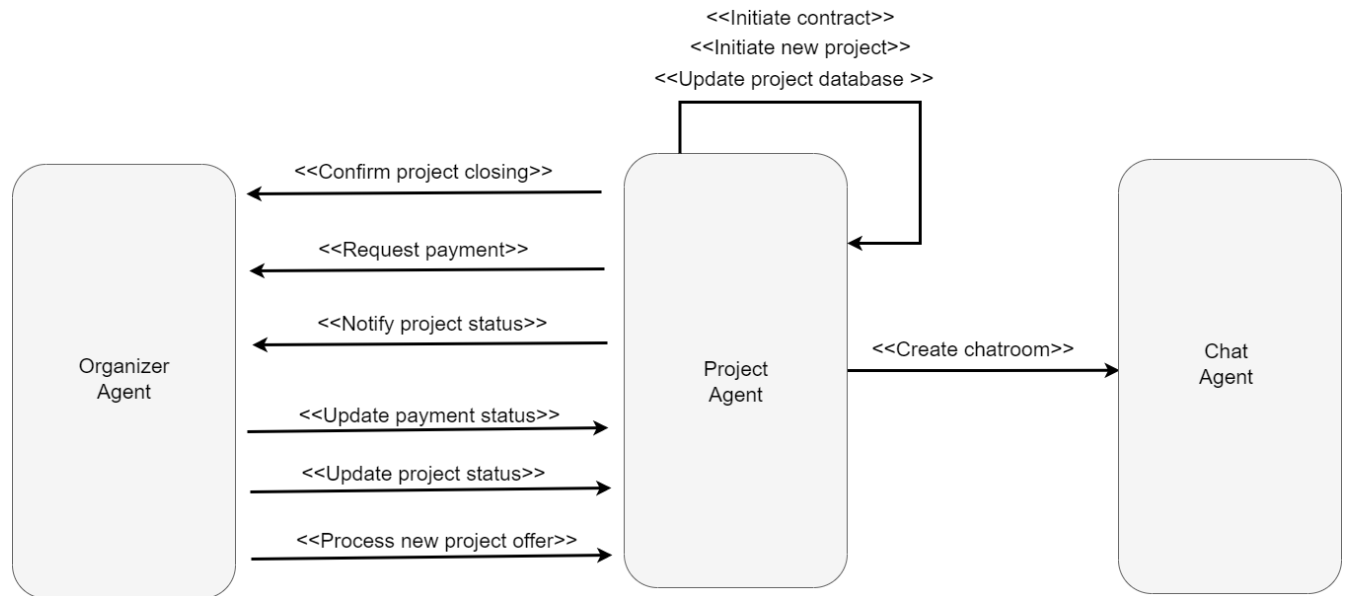 <<Initiate contract>>
<<Initiate new project>>
<<Update project database >>
<<Confirm project closing>>
<<Request payment>>
<<Notify project status>>
<<Create chatroom>>
Organizer
Agent
Project
Agent
Chat
Agent
<<Update payment status>>
<<Update project status>>
<<Process new project offer>>